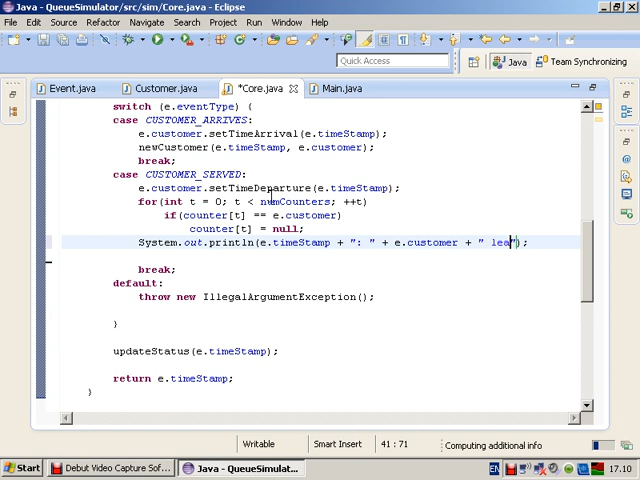 Java - QueueSimulator/src/sim/Core.java - Eclipse
File Edit Source Refactor Navigate Search Project Run Window Help
Quick Access
Java
Team Synchronizing
Event.java
Customer.java
*Core.java
Main.java
switch (e.eventType) {
case CUSTOMER_ARRIVES:
e.customer.setTimeArrival(e.timeStamp);
newCustomer(e.timeStamp, e.customer);
break;
case CUSTOMER_SERVED:
e.customer.setTimeDeparture(e.timeStamp);
for(int t = 0; t < numCounters; ++t)
if(counter[t] == e.customer)
counter[t] = null;
System.out.println(e.timeStamp + ": " + e.customer + " lea");
break;
default:
throw new IllegalArgumentException();
}
updateStatus(e.timeStamp);
return e.timeStamp;
}
Writable
Smart Insert
41 : 71
Computing additional info
Start
Debut Video Capture Sof...
Java - QueueSimulat...
EN
17.10